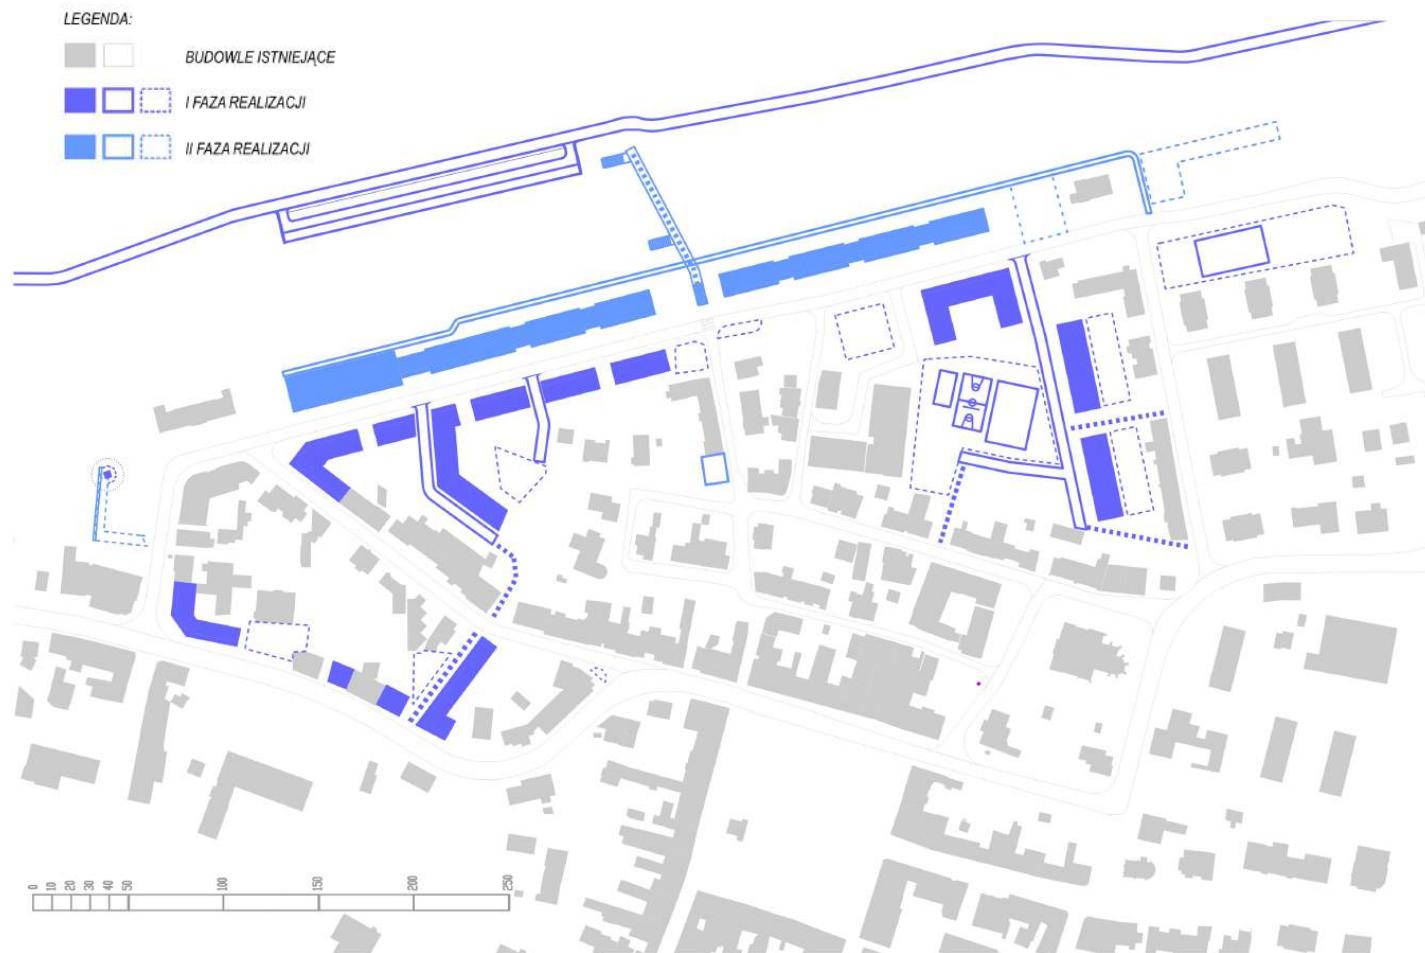 LEGENDA:
BUDOWLE ISTNIEJĄCE
I FAZA REALIZACJI
II FAZA REALIZACJI
0 10 20 30 40 50 100 150 200 250